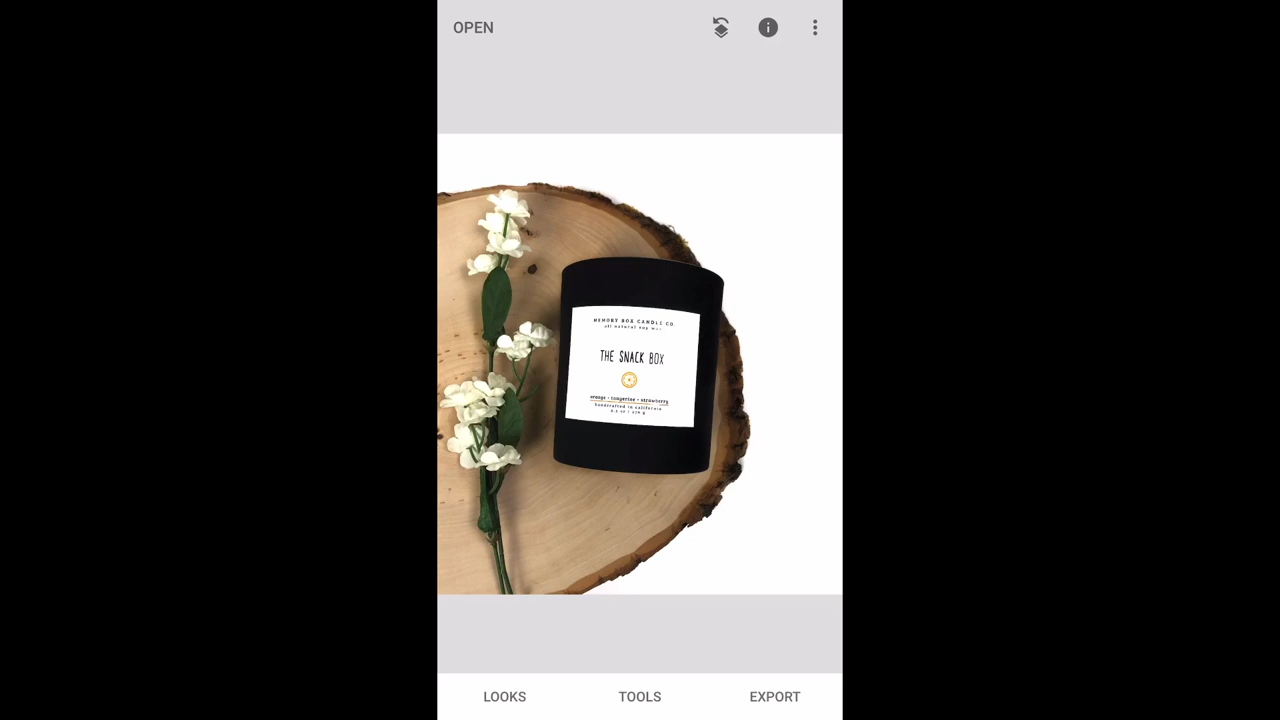 OPEN
MEMORY BOX CANDLE CO.
all natural soy wax
THE SNACK BOX
orange • tangerine • strawberry
handcrafted in california
LOOKS
TOOLS
EXPORT